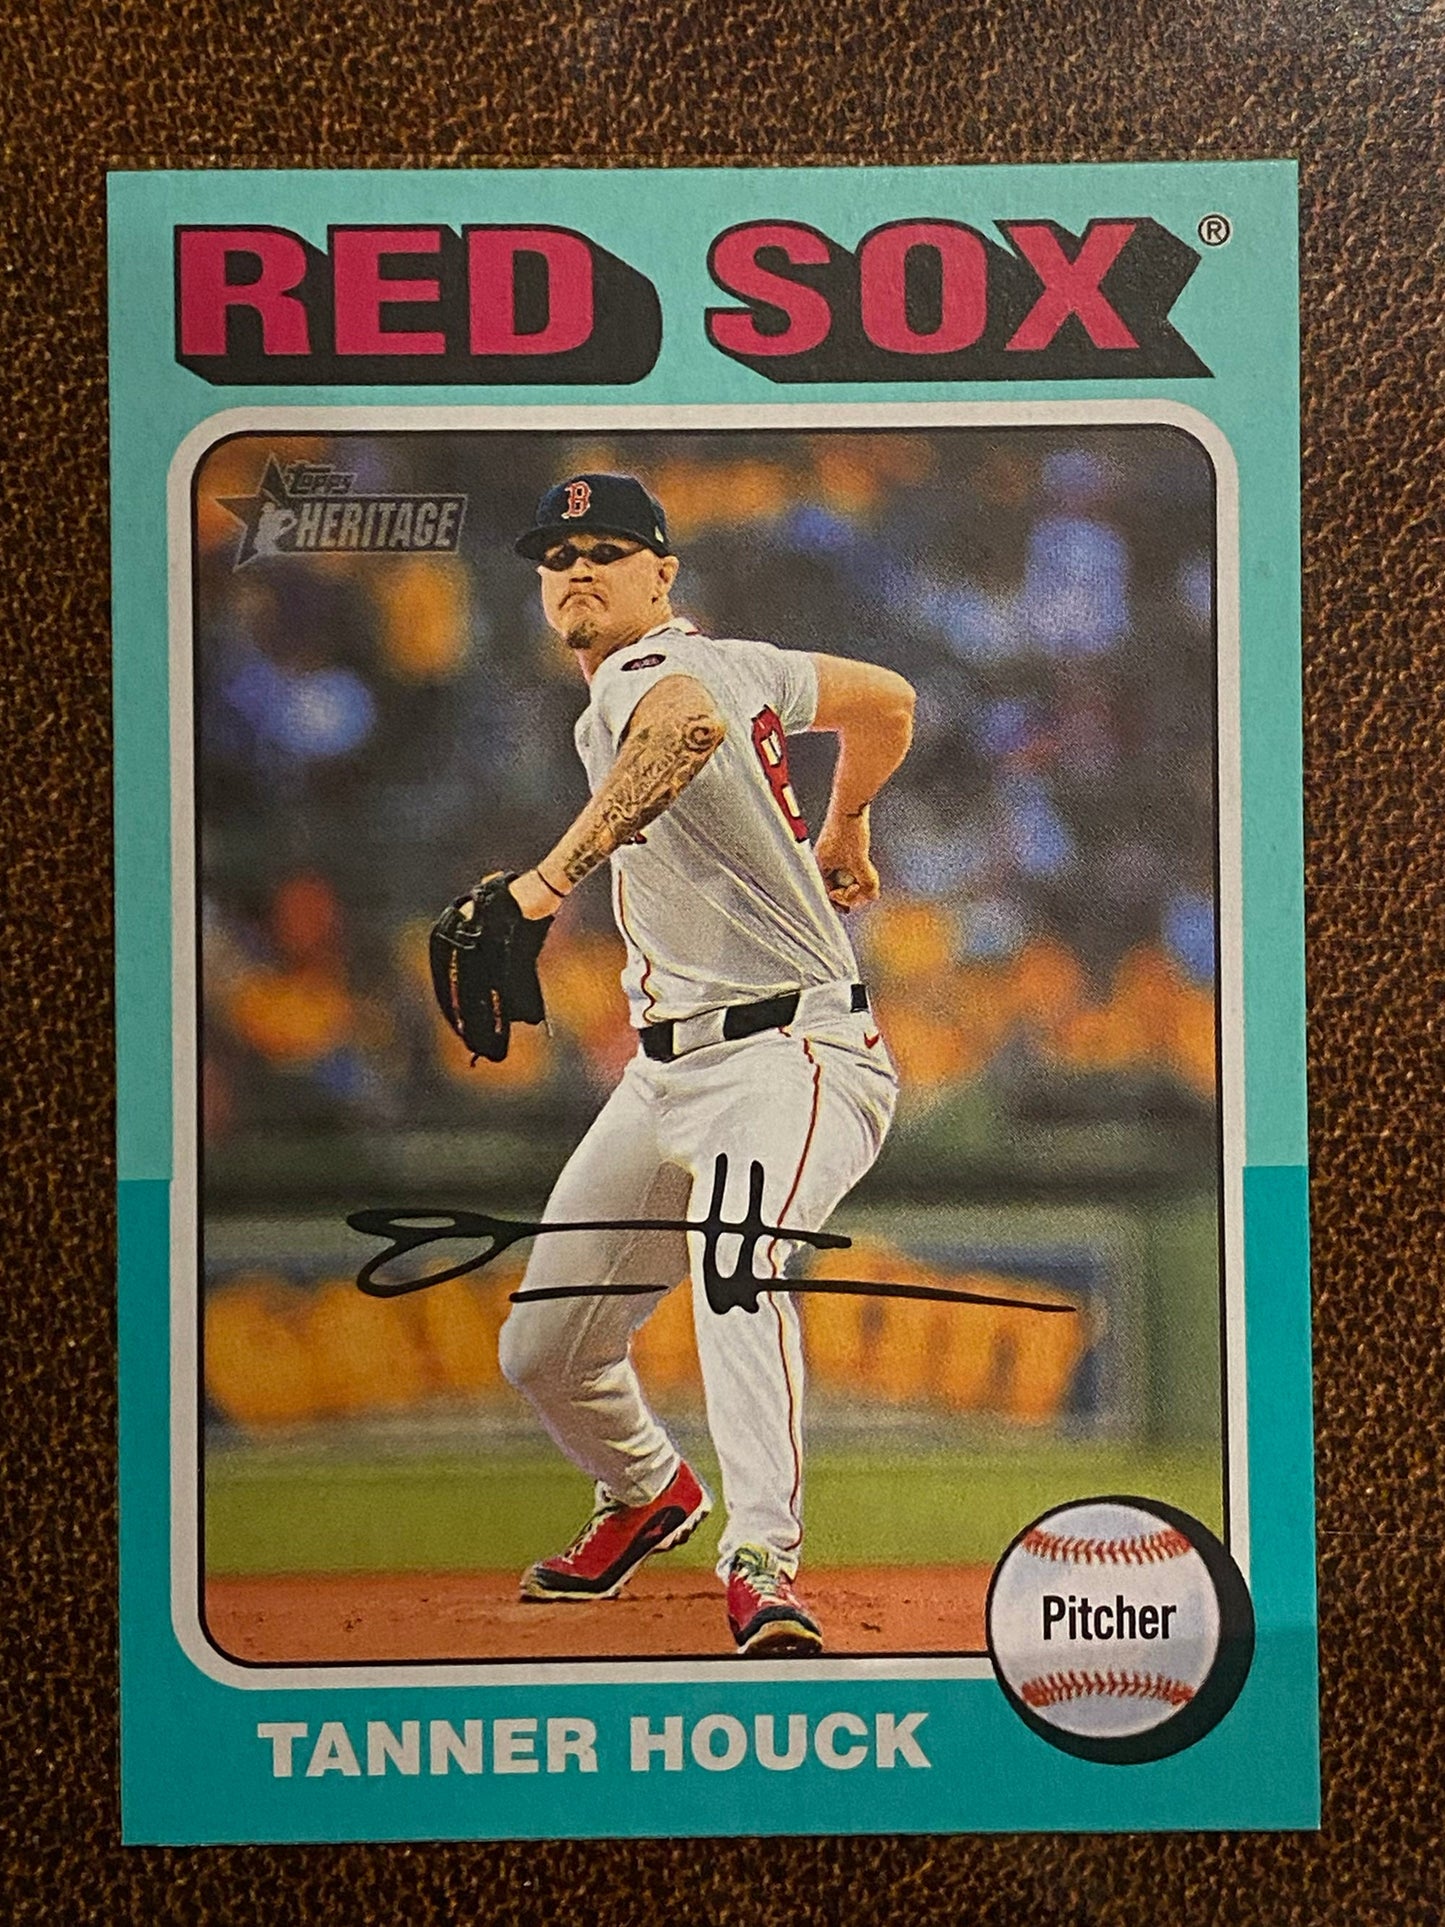 RED SOX®
Topps
HERITAGE
B
Pitcher
TANNER HOUCK